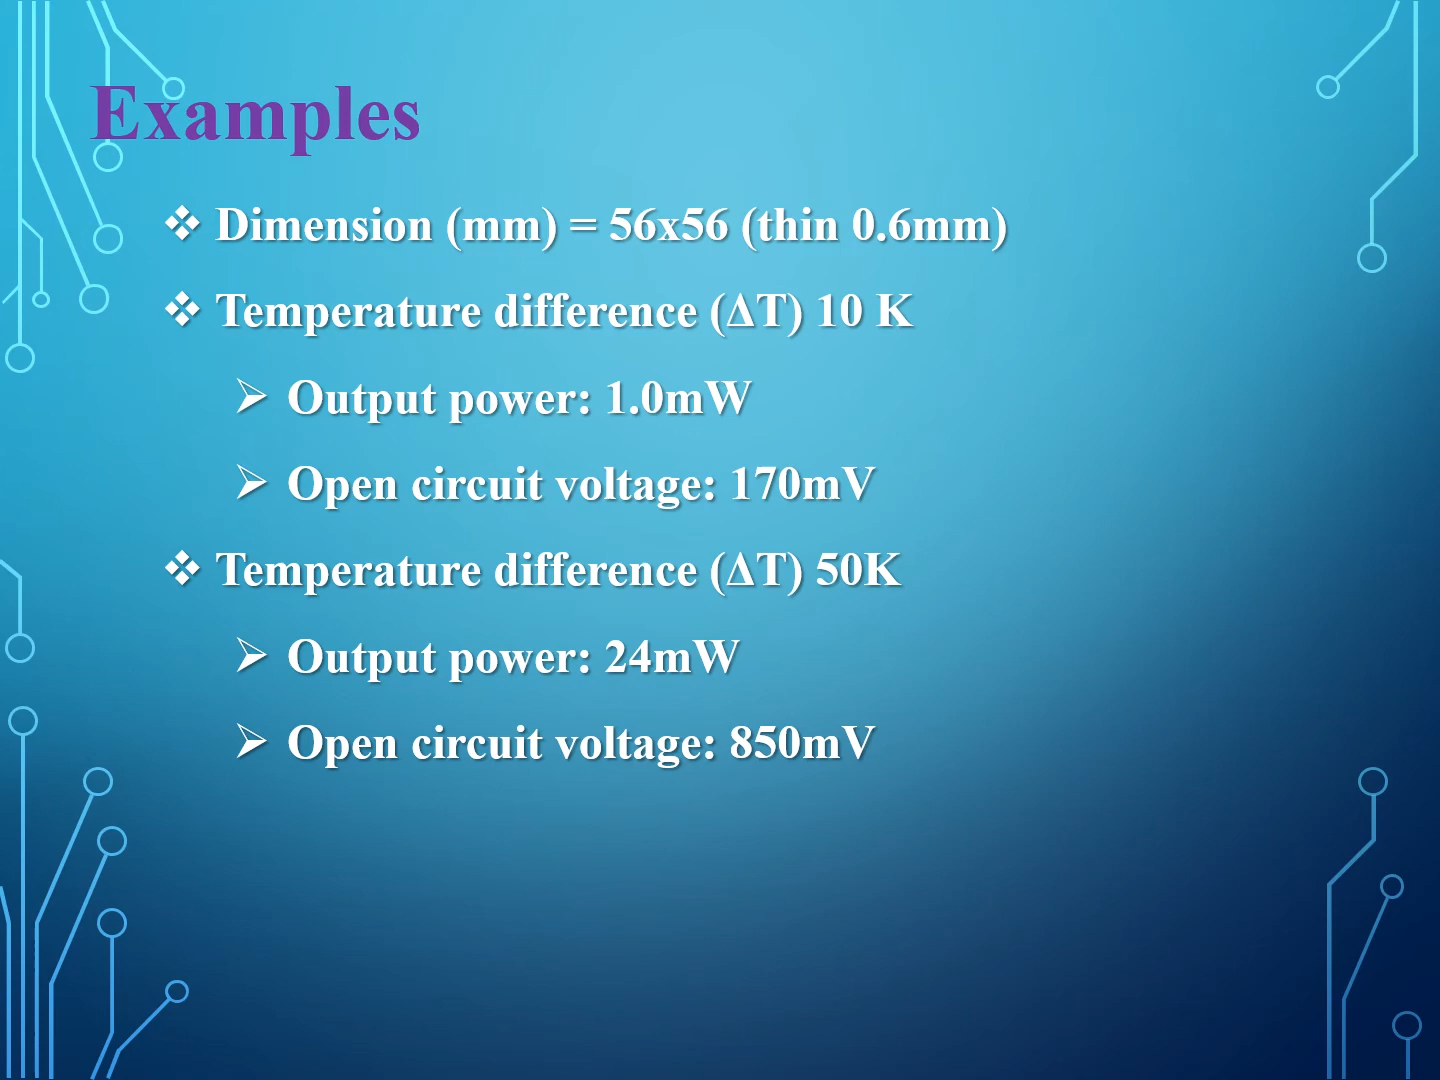 Examples
❖ Dimension (mm) = 56x56 (thin 0.6mm)
❖ Temperature difference (ΔT) 10 K
➢ Output power: 1.0mW
➢ Open circuit voltage: 170mV
❖ Temperature difference (ΔT) 50K
➢ Output power: 24mW
➢ Open circuit voltage: 850mV